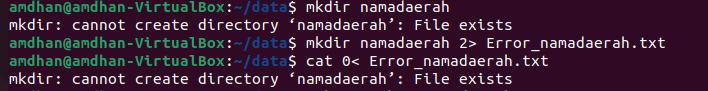 amdhan@amdhan-VirtualBox:~/data$ mkdir namadaerah
mkdir: cannot create directory ‘namadaerah’: File exists
amdhan@amdhan-VirtualBox:~/data$ mkdir namadaerah 2> Error_namadaerah.txt
amdhan@amdhan-VirtualBox:~/data$ cat 0< Error_namadaerah.txt
mkdir: cannot create directory ‘namadaerah’: File exists